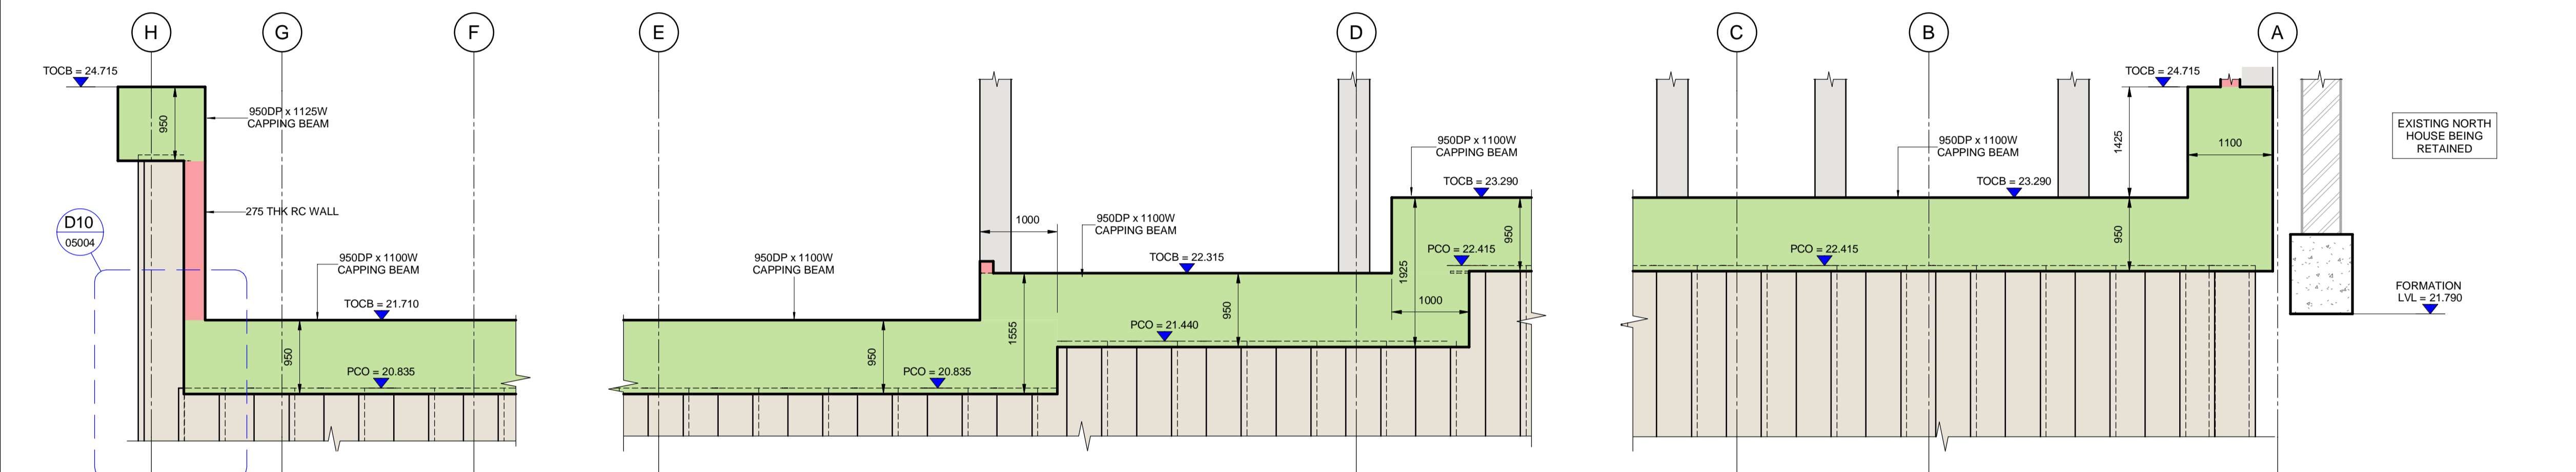 H
G
F
E
D
C
B
A
TOCB = 24.715
950
950DP x 1125W
CAPPING BEAM
275 THK RC WALL
D10
05004
950DP x 1100W
CAPPING BEAM
TOCB = 21.710
950
PCO = 20.835
950DP x 1100W
CAPPING BEAM
950
PCO = 20.835
1000
1555
950DP x 1100W
CAPPING BEAM
TOCB = 22.315
950
PCO = 21.440
950DP x 1100W
CAPPING BEAM
TOCB = 23.290
1925
PCO = 22.415
950
1000
PCO = 22.415
950DP x 1100W
CAPPING BEAM
TOCB = 23.290
TOCB = 24.715
1425
950
1100
EXISTING NORTH
HOUSE BEING
RETAINED
FORMATION
LVL = 21.790